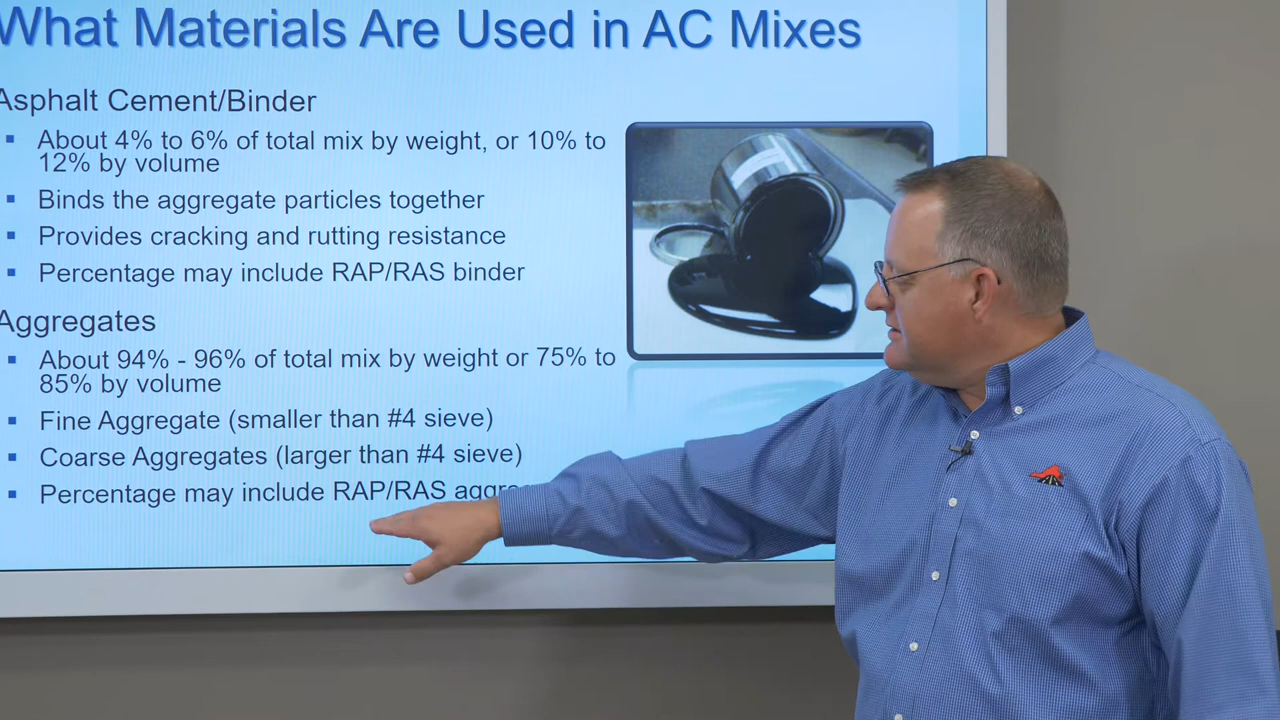 What Materials Are Used in AC Mixes
Asphalt Cement/Binder
▪ About 4% to 6% of total mix by weight, or 10% to
12% by volume
▪ Binds the aggregate particles together
▪ Provides cracking and rutting resistance
▪ Percentage may include RAP/RAS binder
Aggregates
▪ About 94% - 96% of total mix by weight or 75% to
85% by volume
▪ Fine Aggregate (smaller than #4 sieve)
▪ Coarse Aggregates (larger than #4 sieve)
▪ Percentage may include RAP/RAS